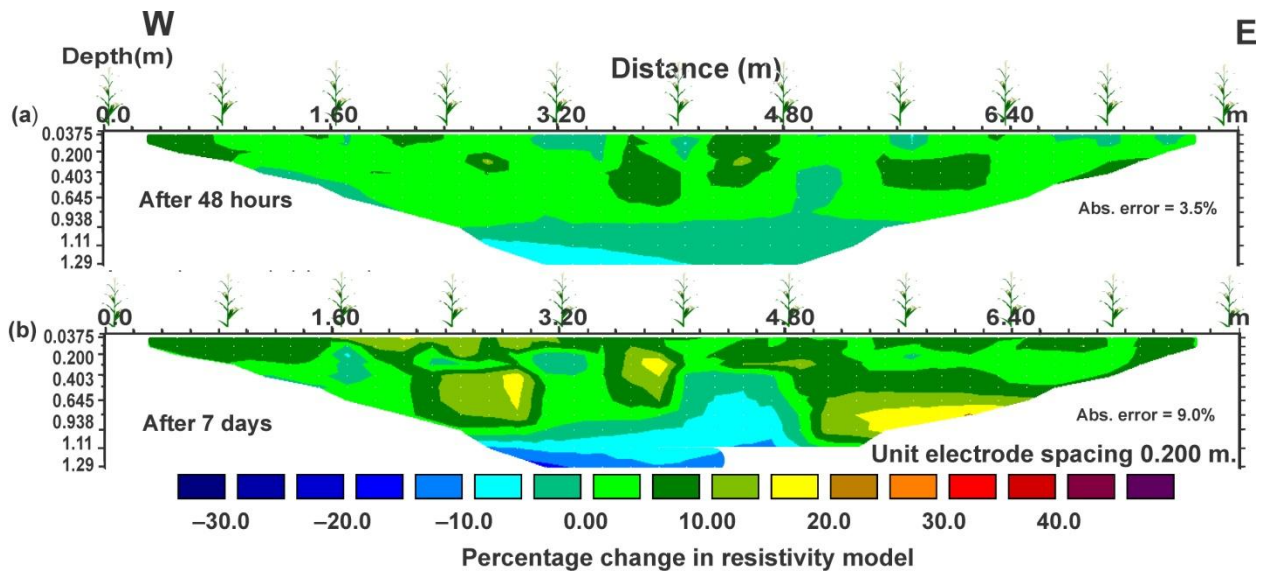 W
E
Depth(m)
Distance (m)
0.0 1.60 3.20 4.80 6.40 m
(a)
0.0375
0.200
0.403
0.645
0.938
1.11
1.29
After 48 hours
Abs. error = 3.5%
1.60 3.20 4.80 6.40 m
(b)
0.0375
0.200
0.403
0.645
0.938
1.11
1.29
After 7 days
Abs. error = 9.0%
Unit electrode spacing 0.200 m.
–30.0 –20.0 –10.0 0.00 10.00 20.0 30.0 40.0
Percentage change in resistivity model